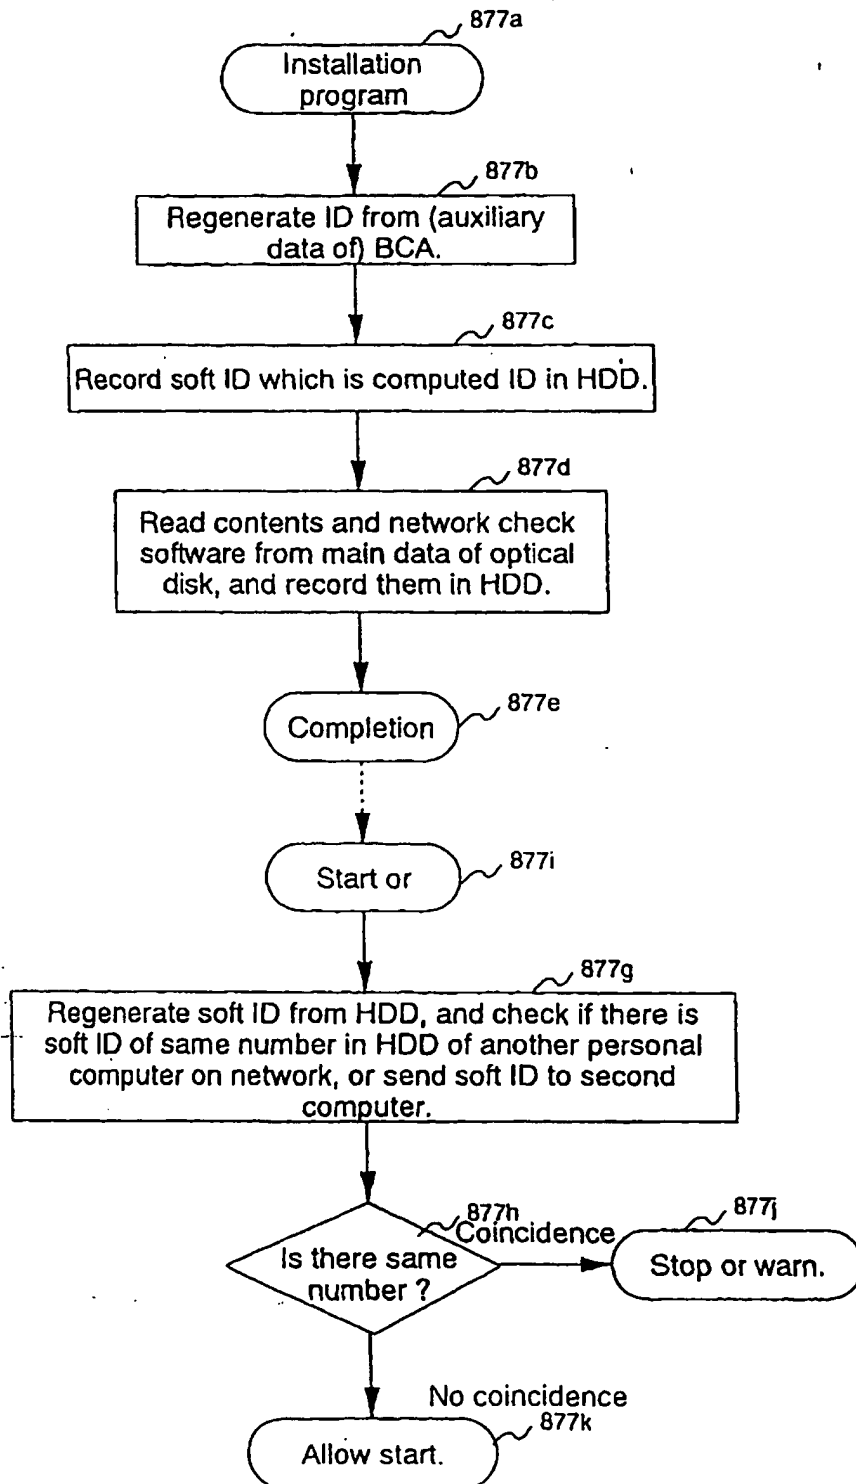 877a
Installation
program
877b
Regenerate ID from (auxiliary
data of) BCA.
877c
Record soft ID which is computed ID in HDD.
877d
Read contents and network check
software from main data of optical
disk, and record them in HDD.
877e
Completion
877i
Start or
877g
Regenerate soft ID from HDD, and check if there is
soft ID of same number in HDD of another personal
computer on network, or send soft ID to second
computer.
877h
Coincidence
877j
Is there same
number ?
Stop or warn.
No coincidence
877k
Allow start.